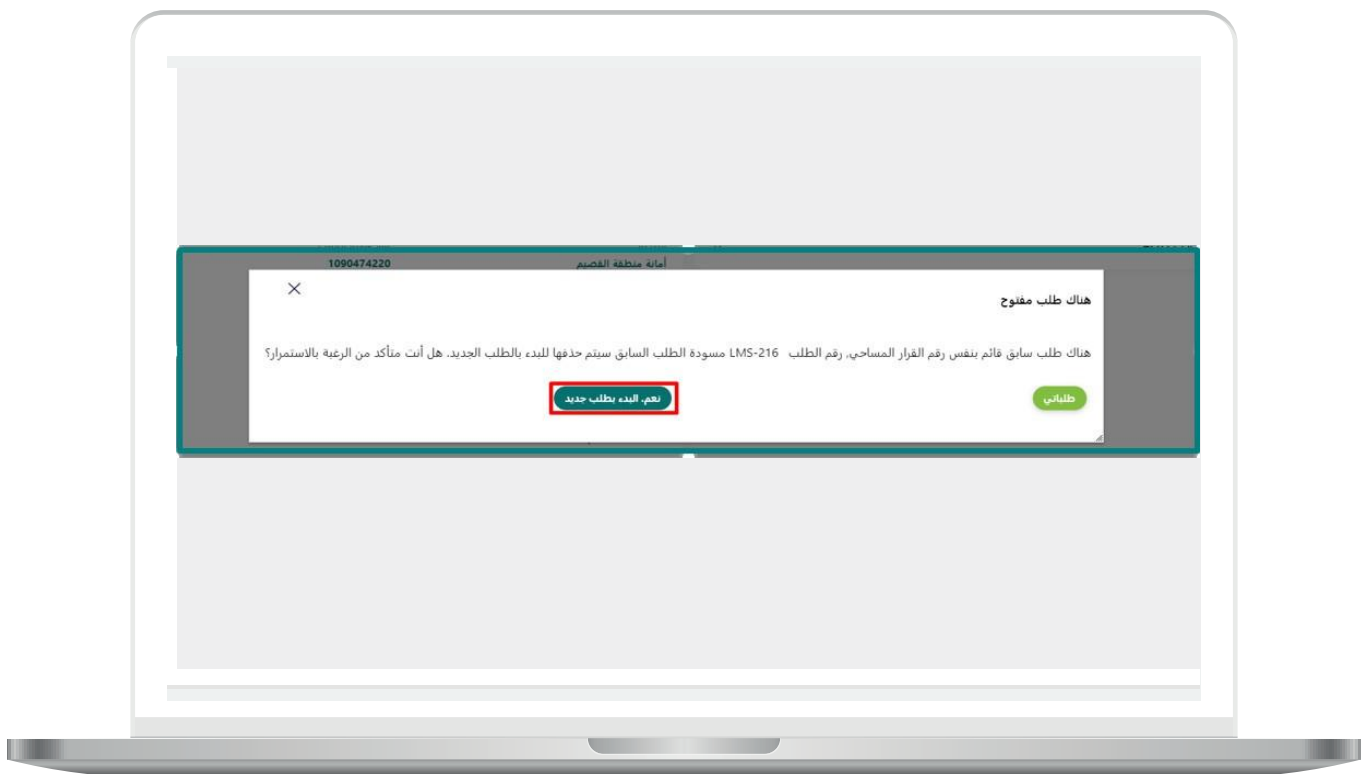 أمانة منطقة القصيم 1090474220
هناك طلب مفتوح
هناك طلب سابق قائم بنفس رقم القرار المساحي, رقم الطلب LMS-216 مسودة الطلب السابق سيتم حذفها للبدء بالطلب الجديد. هل أنت متأكد من الرغبة بالاستمرار؟
طلباتي نعم، البدء بطلب جديد